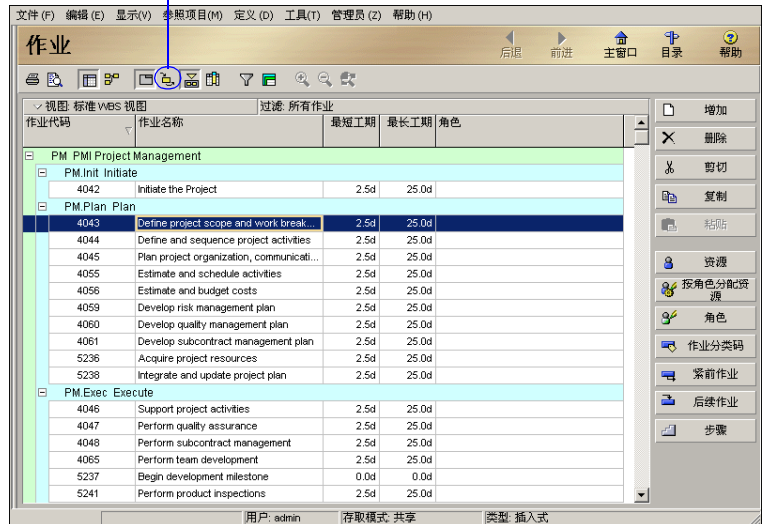 文件(F) 编辑(E) 显示(V) 参照项目(M) 定义(D) 工具(T) 管理员(Z) 帮助(H)
作业
后退 前进 主窗口 目录 帮助
视图: 标准 WBS 视图 过滤: 所有作业
作业代码 作业名称 最短工期 最长工期 角色
PM PMI Project Management
PM.Init Initiate
4042 Initiate the Project 2.5d 25.0d
PM.Plan Plan
4043 Define project scope and work break... 2.5d 25.0d
4044 Define and sequence project activities 2.5d 25.0d
4045 Plan project organization, communicati... 2.5d 25.0d
4055 Estimate and schedule activities 2.5d 25.0d
4056 Estimate and budget costs 2.5d 25.0d
4059 Develop risk management plan 2.5d 25.0d
4060 Develop quality management plan 2.5d 25.0d
4061 Develop subcontract management plan 2.5d 25.0d
5236 Acquire project resources 2.5d 25.0d
5238 Integrate and update project plan 2.5d 25.0d
PM.Exec Execute
4046 Support project activities 2.5d 25.0d
4047 Perform quality assurance 2.5d 25.0d
4048 Perform subcontract management 2.5d 25.0d
4065 Perform team development 2.5d 25.0d
5237 Begin development milestone 0.0d 0.0d
5241 Perform product inspections 2.5d 25.0d
增加
删除
剪切
复制
粘贴
资源
按角色分配资
源
角色
作业分类码
紧前作业
后续作业
步骤
用户: admin 存取模式: 共享 类型: 插入式